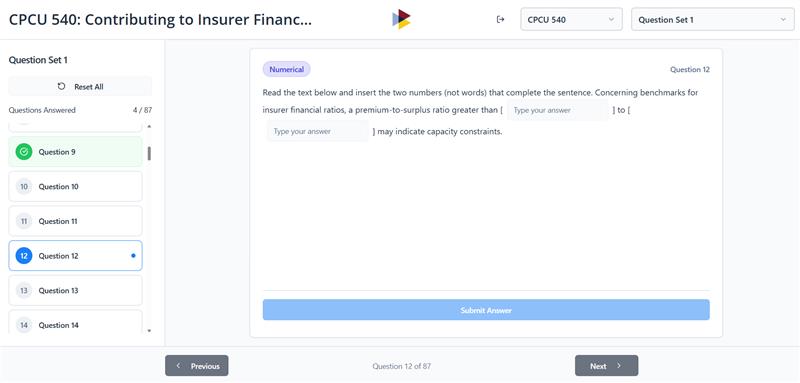 CPCU 540: Contributing to Insurer Financ...
CPCU 540
Question Set 1
Question Set 1
Reset All
Questions Answered 4 / 87
Question 9
10 Question 10
11 Question 11
12 Question 12
13 Question 13
14 Question 14
Numerical
Question 12
Read the text below and insert the two numbers (not words) that complete the sentence. Concerning benchmarks for
insurer financial ratios, a premium-to-surplus ratio greater than [ Type your answer ] to [
Type your answer ] may indicate capacity constraints.
Submit Answer
Previous
Question 12 of 87
Next